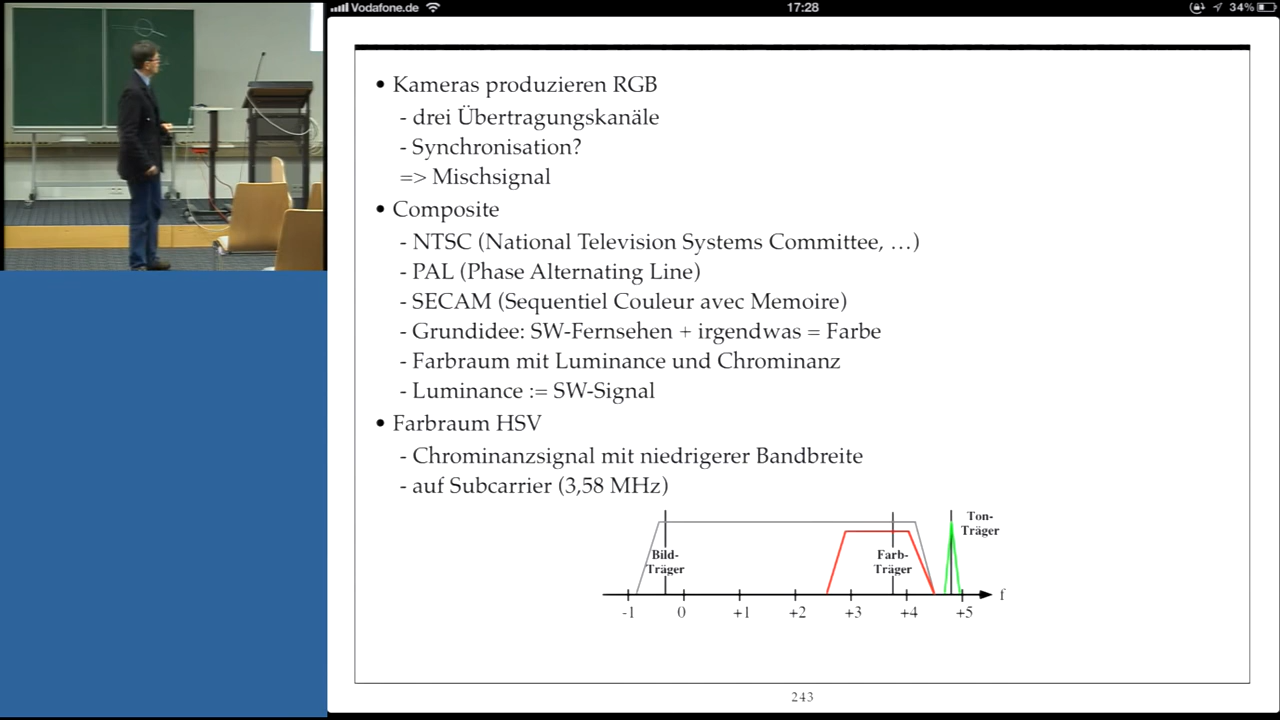 Vodafone.de
17:28
34%
• Kameras produzieren RGB
- drei Übertragungskanäle
- Synchronisation?
=> Mischsignal
• Composite
- NTSC (National Television Systems Committee, …)
- PAL (Phase Alternating Line)
- SECAM (Sequentiel Couleur avec Memoire)
- Grundidee: SW-Fernsehen + irgendwas = Farbe
- Farbraum mit Luminance und Chrominanz
- Luminance := SW-Signal
• Farbraum HSV
- Chrominanzsignal mit niedrigerer Bandbreite
- auf Subcarrier (3,58 MHz)
Bild-
Träger
Farb-
Träger
Ton-
Träger
-1 0 +1 +2 +3 +4 +5 f
243